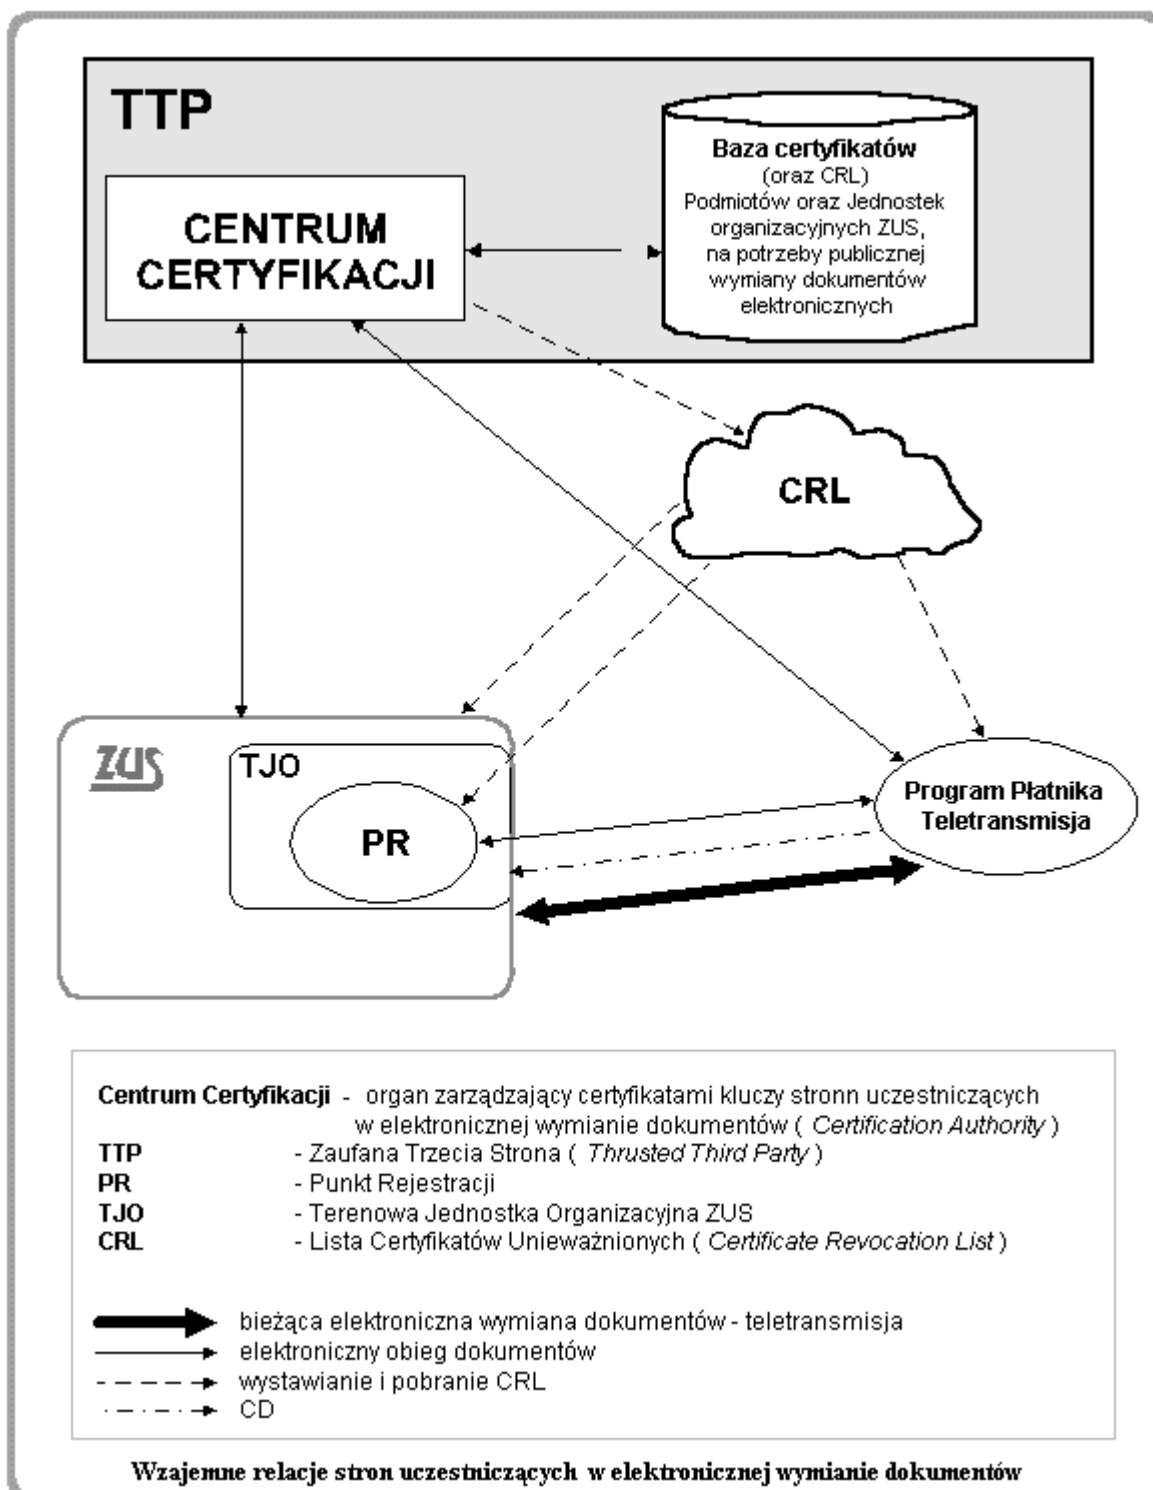 TTP
CENTRUM
CERTYFIKACJI
Baza certyfikatów
(oraz CRL)
Podmiotów oraz Jednostek
organizacyjnych ZUS,
na potrzeby publicznej
wymiany dokumentów
elektronicznych
CRL
ZUS
TJO
PR
Program Płatnika
Teletransmisja
Centrum Certyfikacji - organ zarządzający certyfikatami kluczy stronn uczestniczących
w elektronicznej wymianie dokumentów ( Certification Authority )
TTP - Zaufana Trzecia Strona ( Thrusted Third Party )
PR - Punkt Rejestracji
TJO - Terenowa Jednostka Organizacyjna ZUS
CRL - Lista Certyfikatów Unieważnionych ( Certificate Revocation List )
bieżąca elektroniczna wymiana dokumentów - teletransmisja
elektroniczny obieg dokumentów
wystawianie i pobranie CRL
CD
Wzajemne relacje stron uczestniczących w elektronicznej wymianie dokumentów